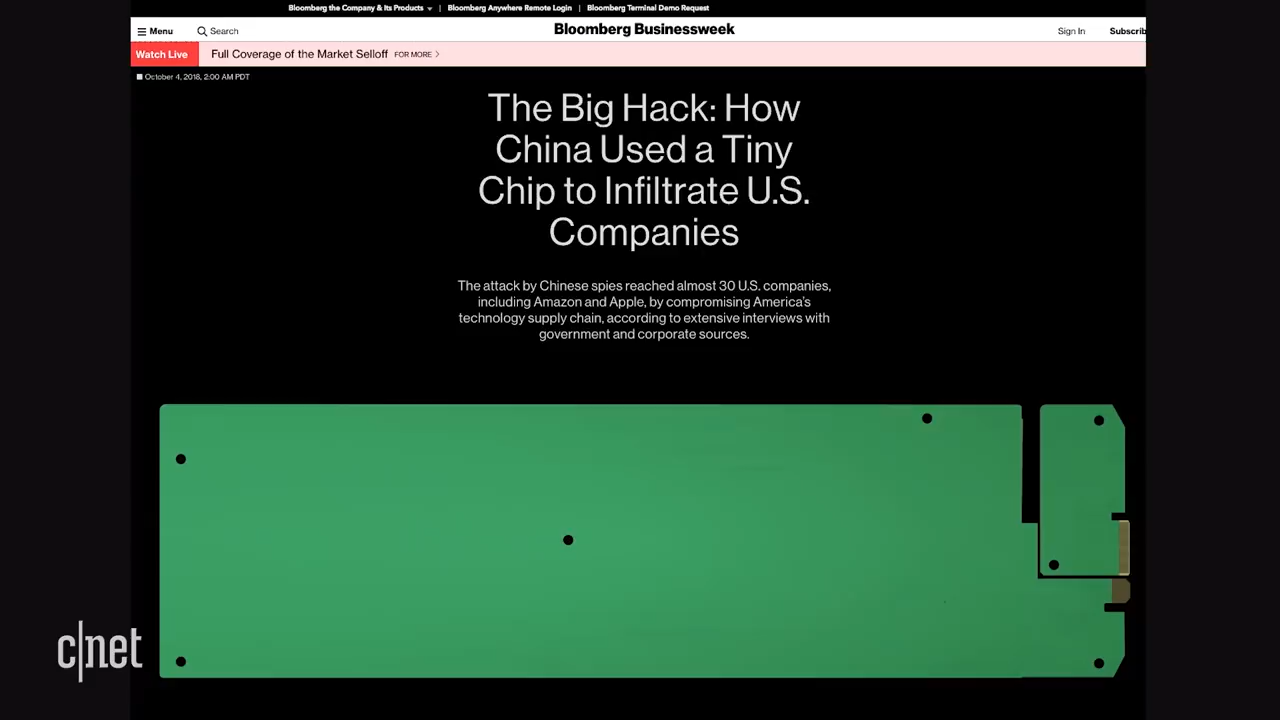 Bloomberg the Company & Its Products
Bloomberg Anywhere Remote Login
Bloomberg Terminal Demo Request
Menu
Search
Bloomberg Businessweek
Sign In
Subscrib
Watch Live
Full Coverage of the Market Selloff
FOR MORE
October 4, 2018, 2:00 AM PDT
The Big Hack: How
China Used a Tiny
Chip to Infiltrate U.S.
Companies
The attack by Chinese spies reached almost 30 U.S. companies,
including Amazon and Apple, by compromising America's
technology supply chain, according to extensive interviews with
government and corporate sources.
c|net